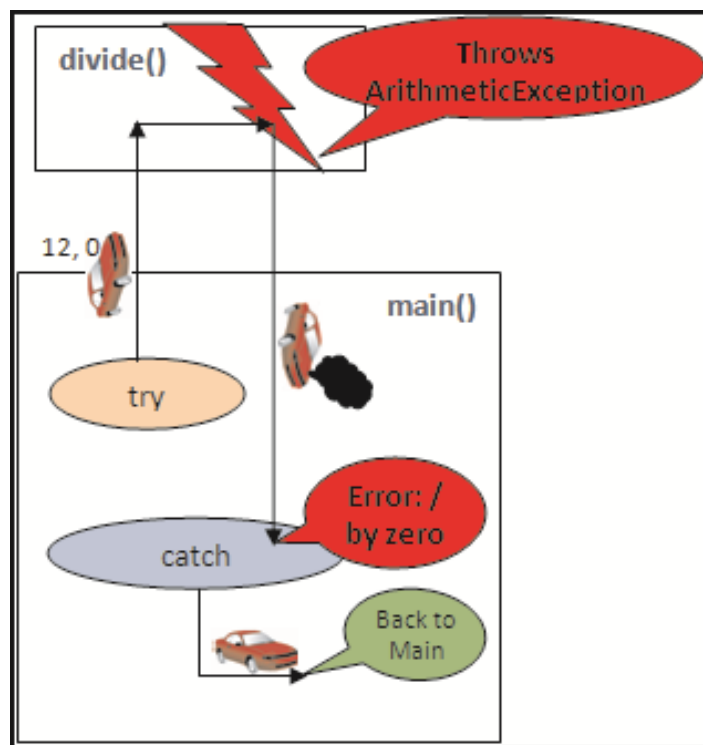 divide()
Throws
ArithmeticException
12, 0
main()
try
Error: /
by zero
catch
Back to
Main